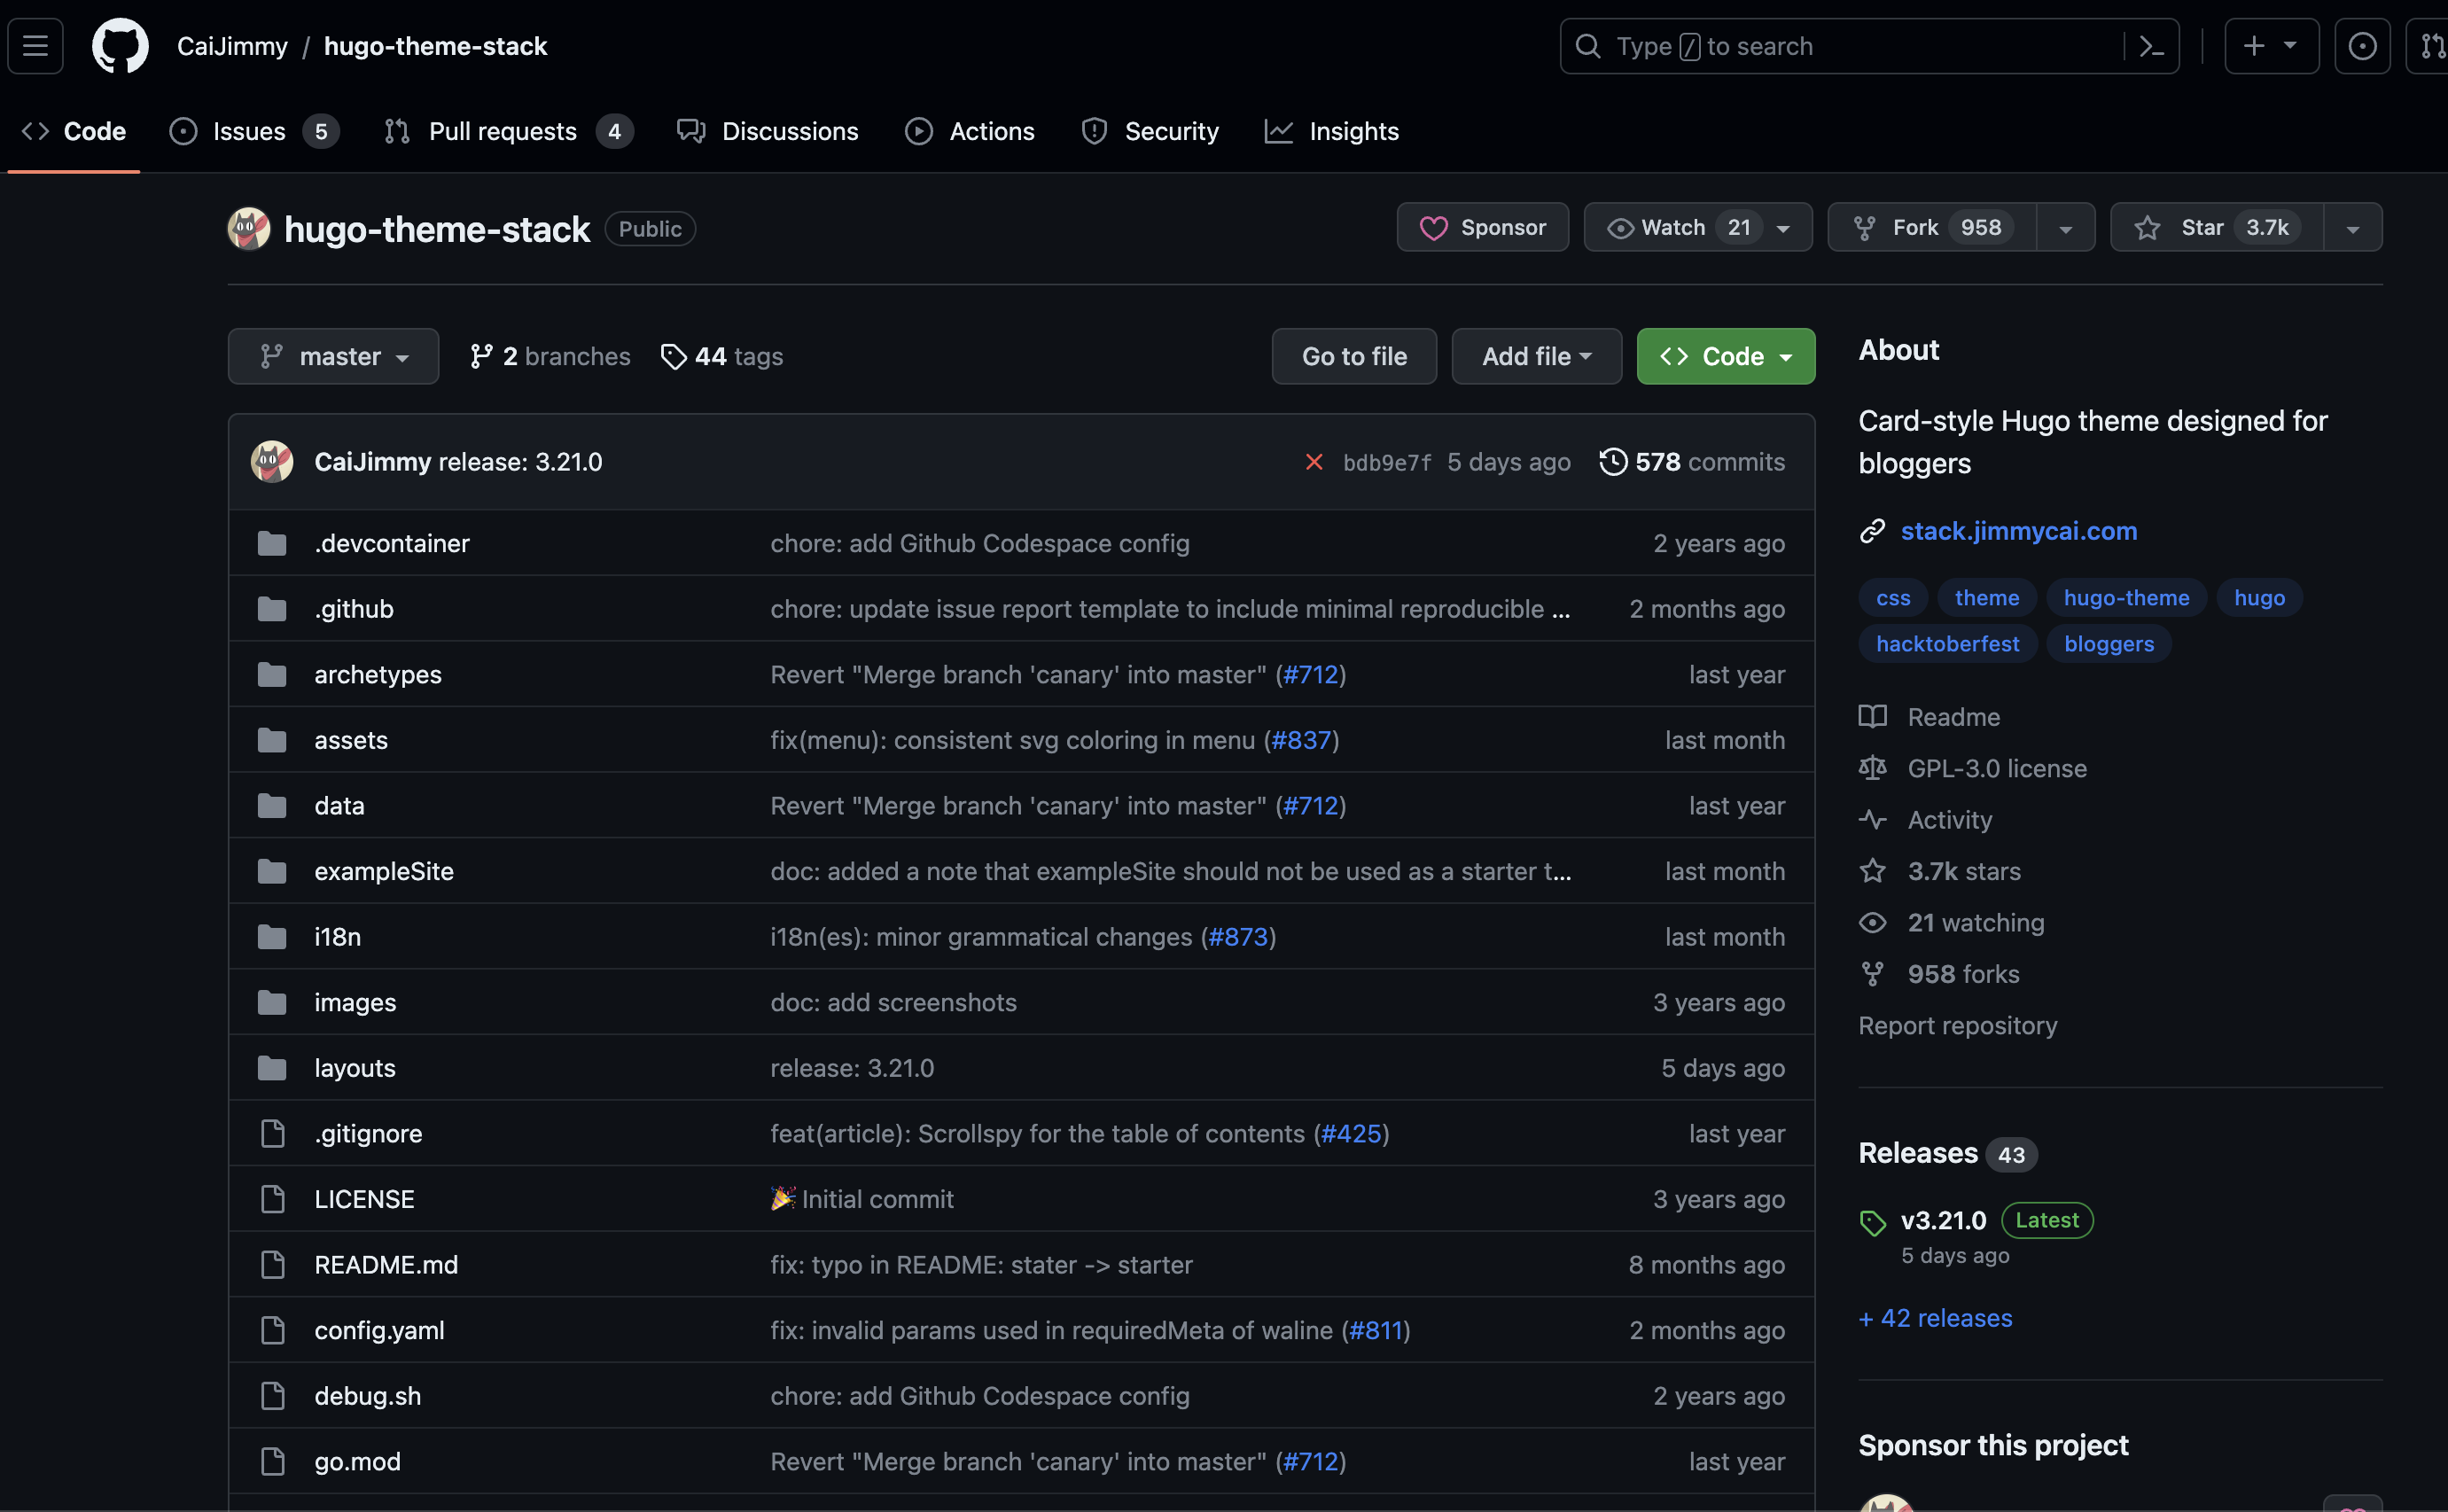 CaiJimmy / hugo-theme-stack
Type / to search
Code
Issues 5
Pull requests 4
Discussions
Actions
Security
Insights
hugo-theme-stack Public
Sponsor
Watch 21
Fork 958
Star 3.7k
master
2 branches
44 tags
Go to file
Add file
Code
CaiJimmy release: 3.21.0
bdb9e7f 5 days ago
578 commits
.devcontainer chore: add Github Codespace config 2 years ago
.github chore: update issue report template to include minimal reproducible ... 2 months ago
archetypes Revert "Merge branch 'canary' into master" (#712) last year
assets fix(menu): consistent svg coloring in menu (#837) last month
data Revert "Merge branch 'canary' into master" (#712) last year
exampleSite doc: added a note that exampleSite should not be used as a starter t... last month
i18n i18n(es): minor grammatical changes (#873) last month
images doc: add screenshots 3 years ago
layouts release: 3.21.0 5 days ago
.gitignore feat(article): Scrollspy for the table of contents (#425) last year
LICENSE 🎉 Initial commit 3 years ago
README.md fix: typo in README: stater -> starter 8 months ago
config.yaml fix: invalid params used in requiredMeta of waline (#811) 2 months ago
debug.sh chore: add Github Codespace config 2 years ago
go.mod Revert "Merge branch 'canary' into master" (#712) last year
About
Card-style Hugo theme designed for
bloggers
stack.jimmycai.com
css theme hugo-theme hugo
hacktoberfest bloggers
Readme
GPL-3.0 license
Activity
3.7k stars
21 watching
958 forks
Report repository
Releases 43
v3.21.0 Latest
5 days ago
+ 42 releases
Sponsor this project